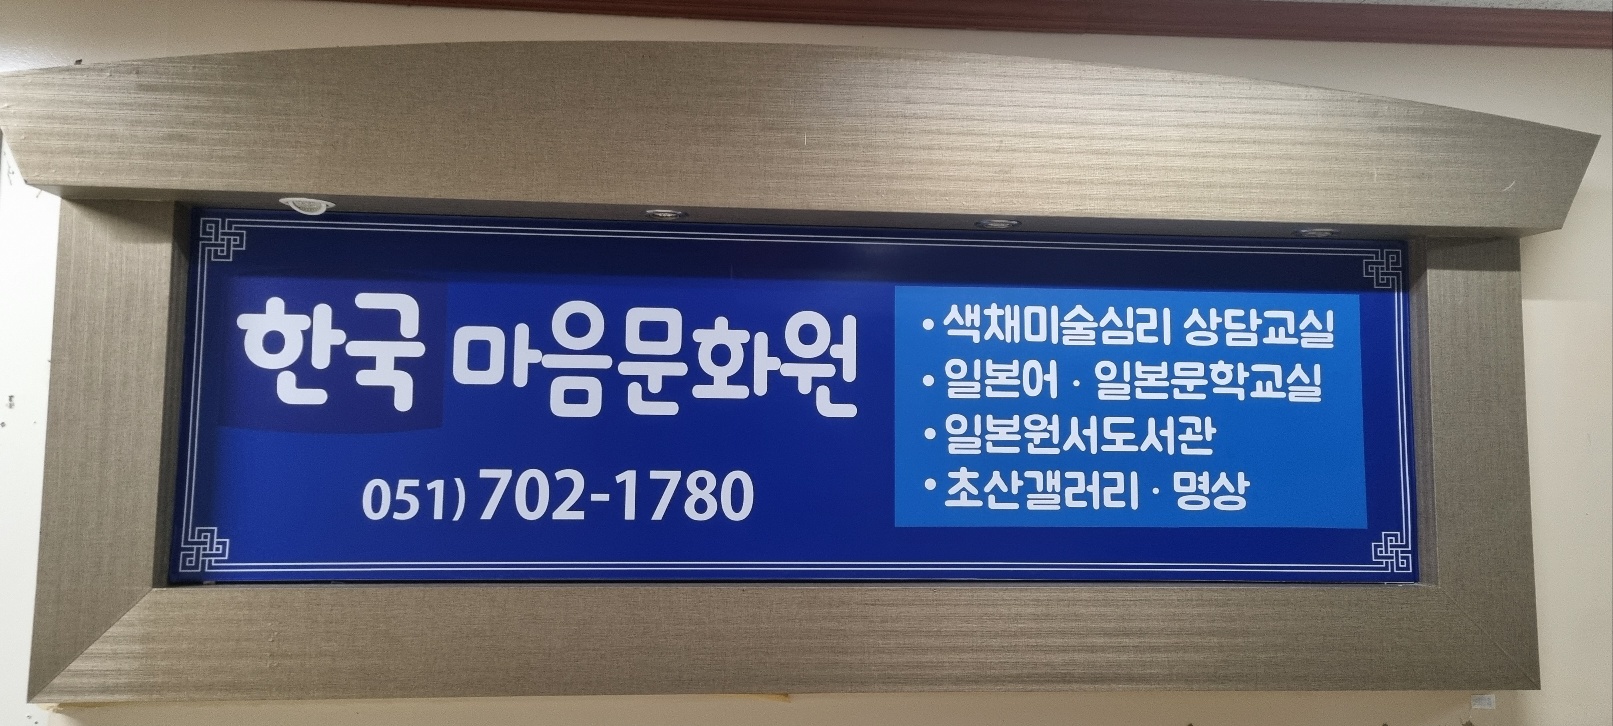 한국 마음문화원
051) 702-1780
• 색채미술심리 상담교실
• 일본어 · 일본문학교실
• 일본원서도서관
• 초산갤러리 · 명상